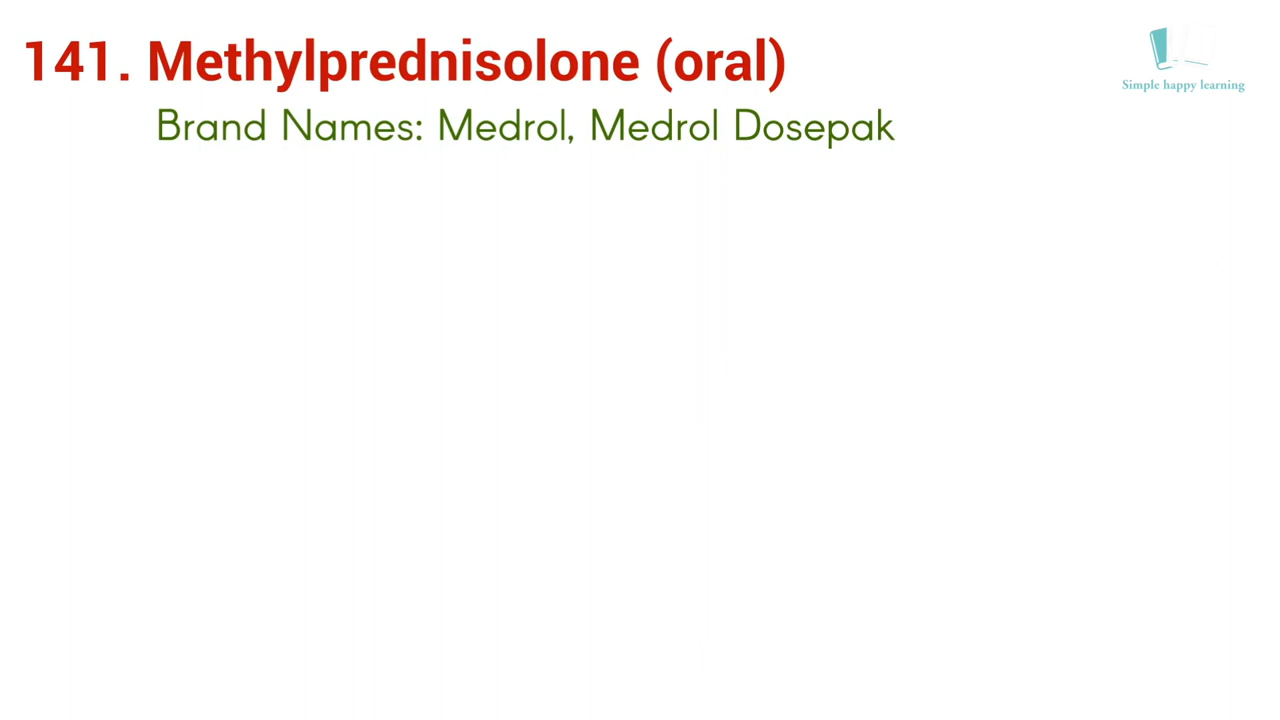 141. Methylprednisolone (oral)
Brand Names: Medrol, Medrol Dosepak
Simple happy learning